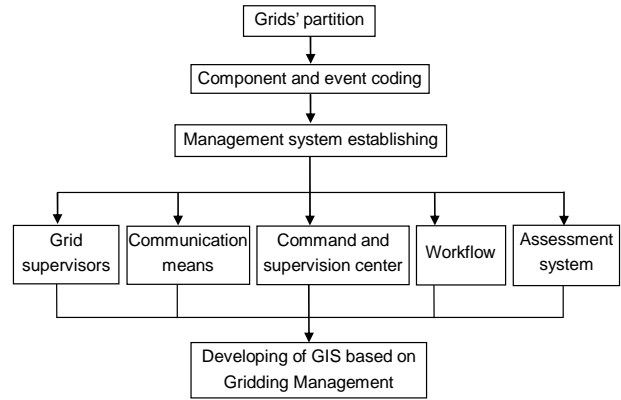 Grids' partition
Component and event coding
Management system establishing
Grid
supervisors
Communication
means
Command and
supervision center
Workflow
Assessment
system
Developing of GIS based on
Gridding Management